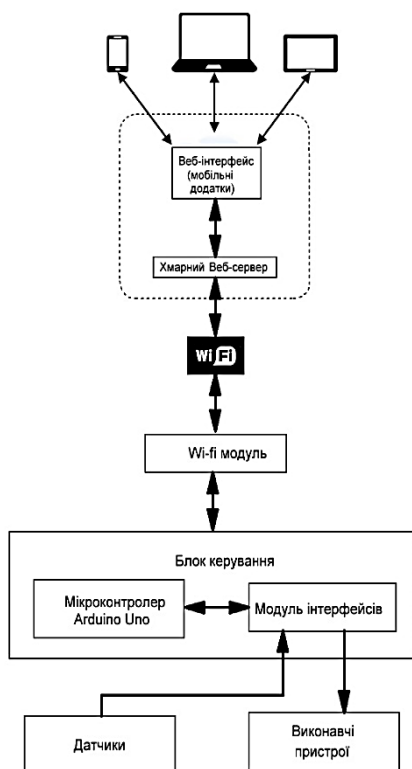 Веб-інтерфейс
(мобільні
додатки)
Хмарний Веб-сервер
Wi Fi
Wi-fi модуль
Блок керування
Мікроконтролер
Arduino Uno
Модуль інтерфейсів
Датчики
Виконавчі
пристрої